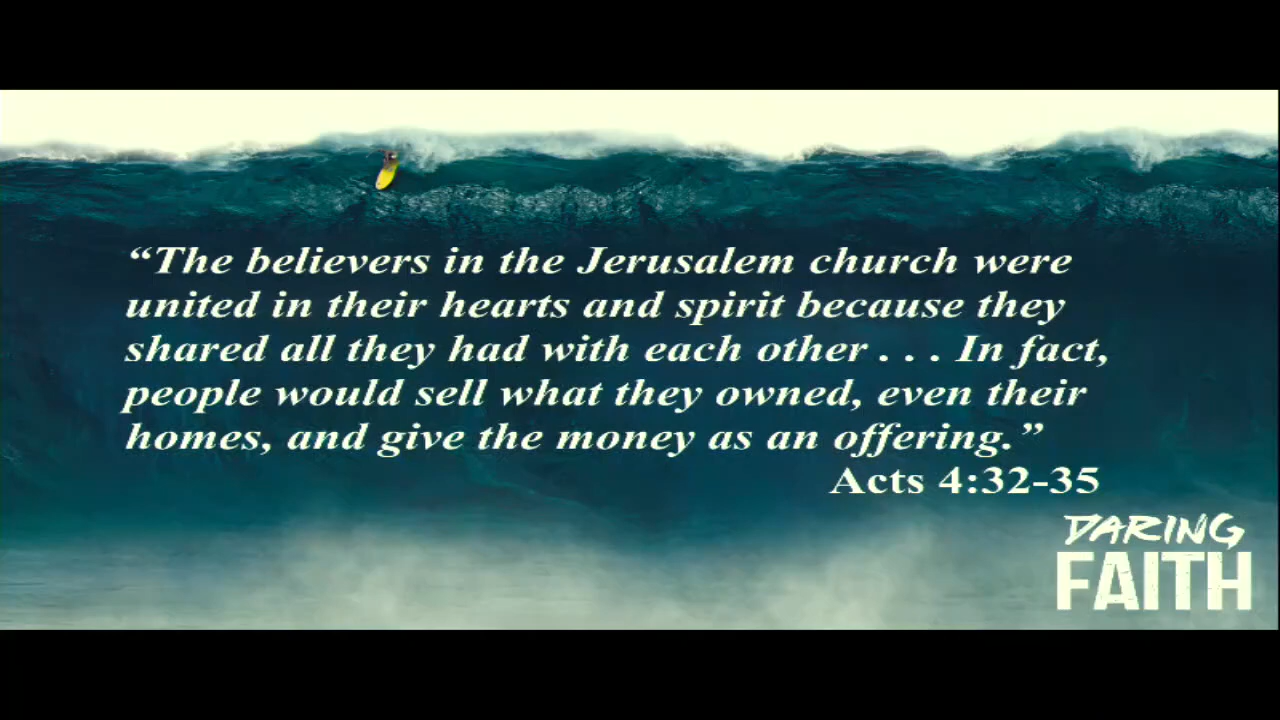 “The believers in the Jerusalem church were
united in their hearts and spirit because they
shared all they had with each other . . . In fact,
people would sell what they owned, even their
homes, and give the money as an offering.”
Acts 4:32-35
DARING
FAITH